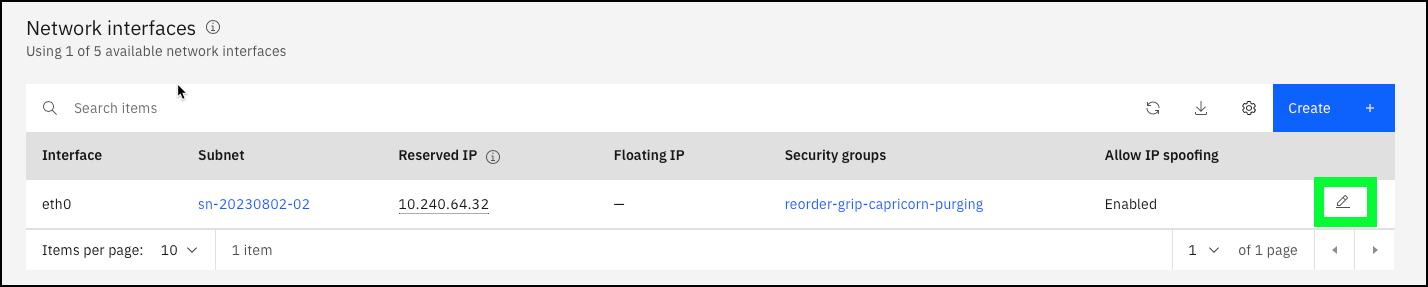 Network interfaces
Using 1 of 5 available network interfaces
Search items
Create +
Interface Subnet Reserved IP Floating IP Security groups Allow IP spoofing
eth0 sn-20230802-02 10.240.64.32 — reorder-grip-capricorn-purging Enabled
Items per page: 10 1 item 1 of 1 page